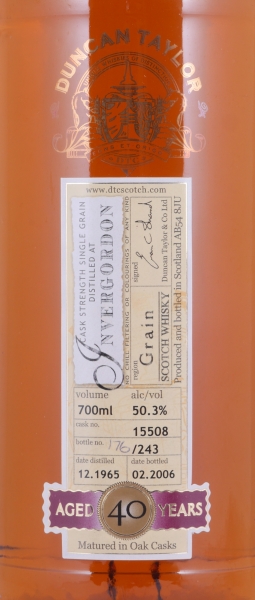 DUNCAN TAYLOR
www.dtcscotch.com
CASK STRENGTH SINGLE GRAIN
DISTILLED AT
INVERGORDON
NO CHILL FILTERING OR COLOURINGS OF ANY KIND
region
Grain
SCOTCH WHISKY
signed
Duncan Taylor & Co Ltd
Produced and bottled in Scotland AB54 8JU
volume alc/vol
700ml 50.3%
cask no. 15508
bottle no. 176/243
date distilled date bottled
12.1965 02.2006
AGED 40 YEARS
Matured in Oak Casks